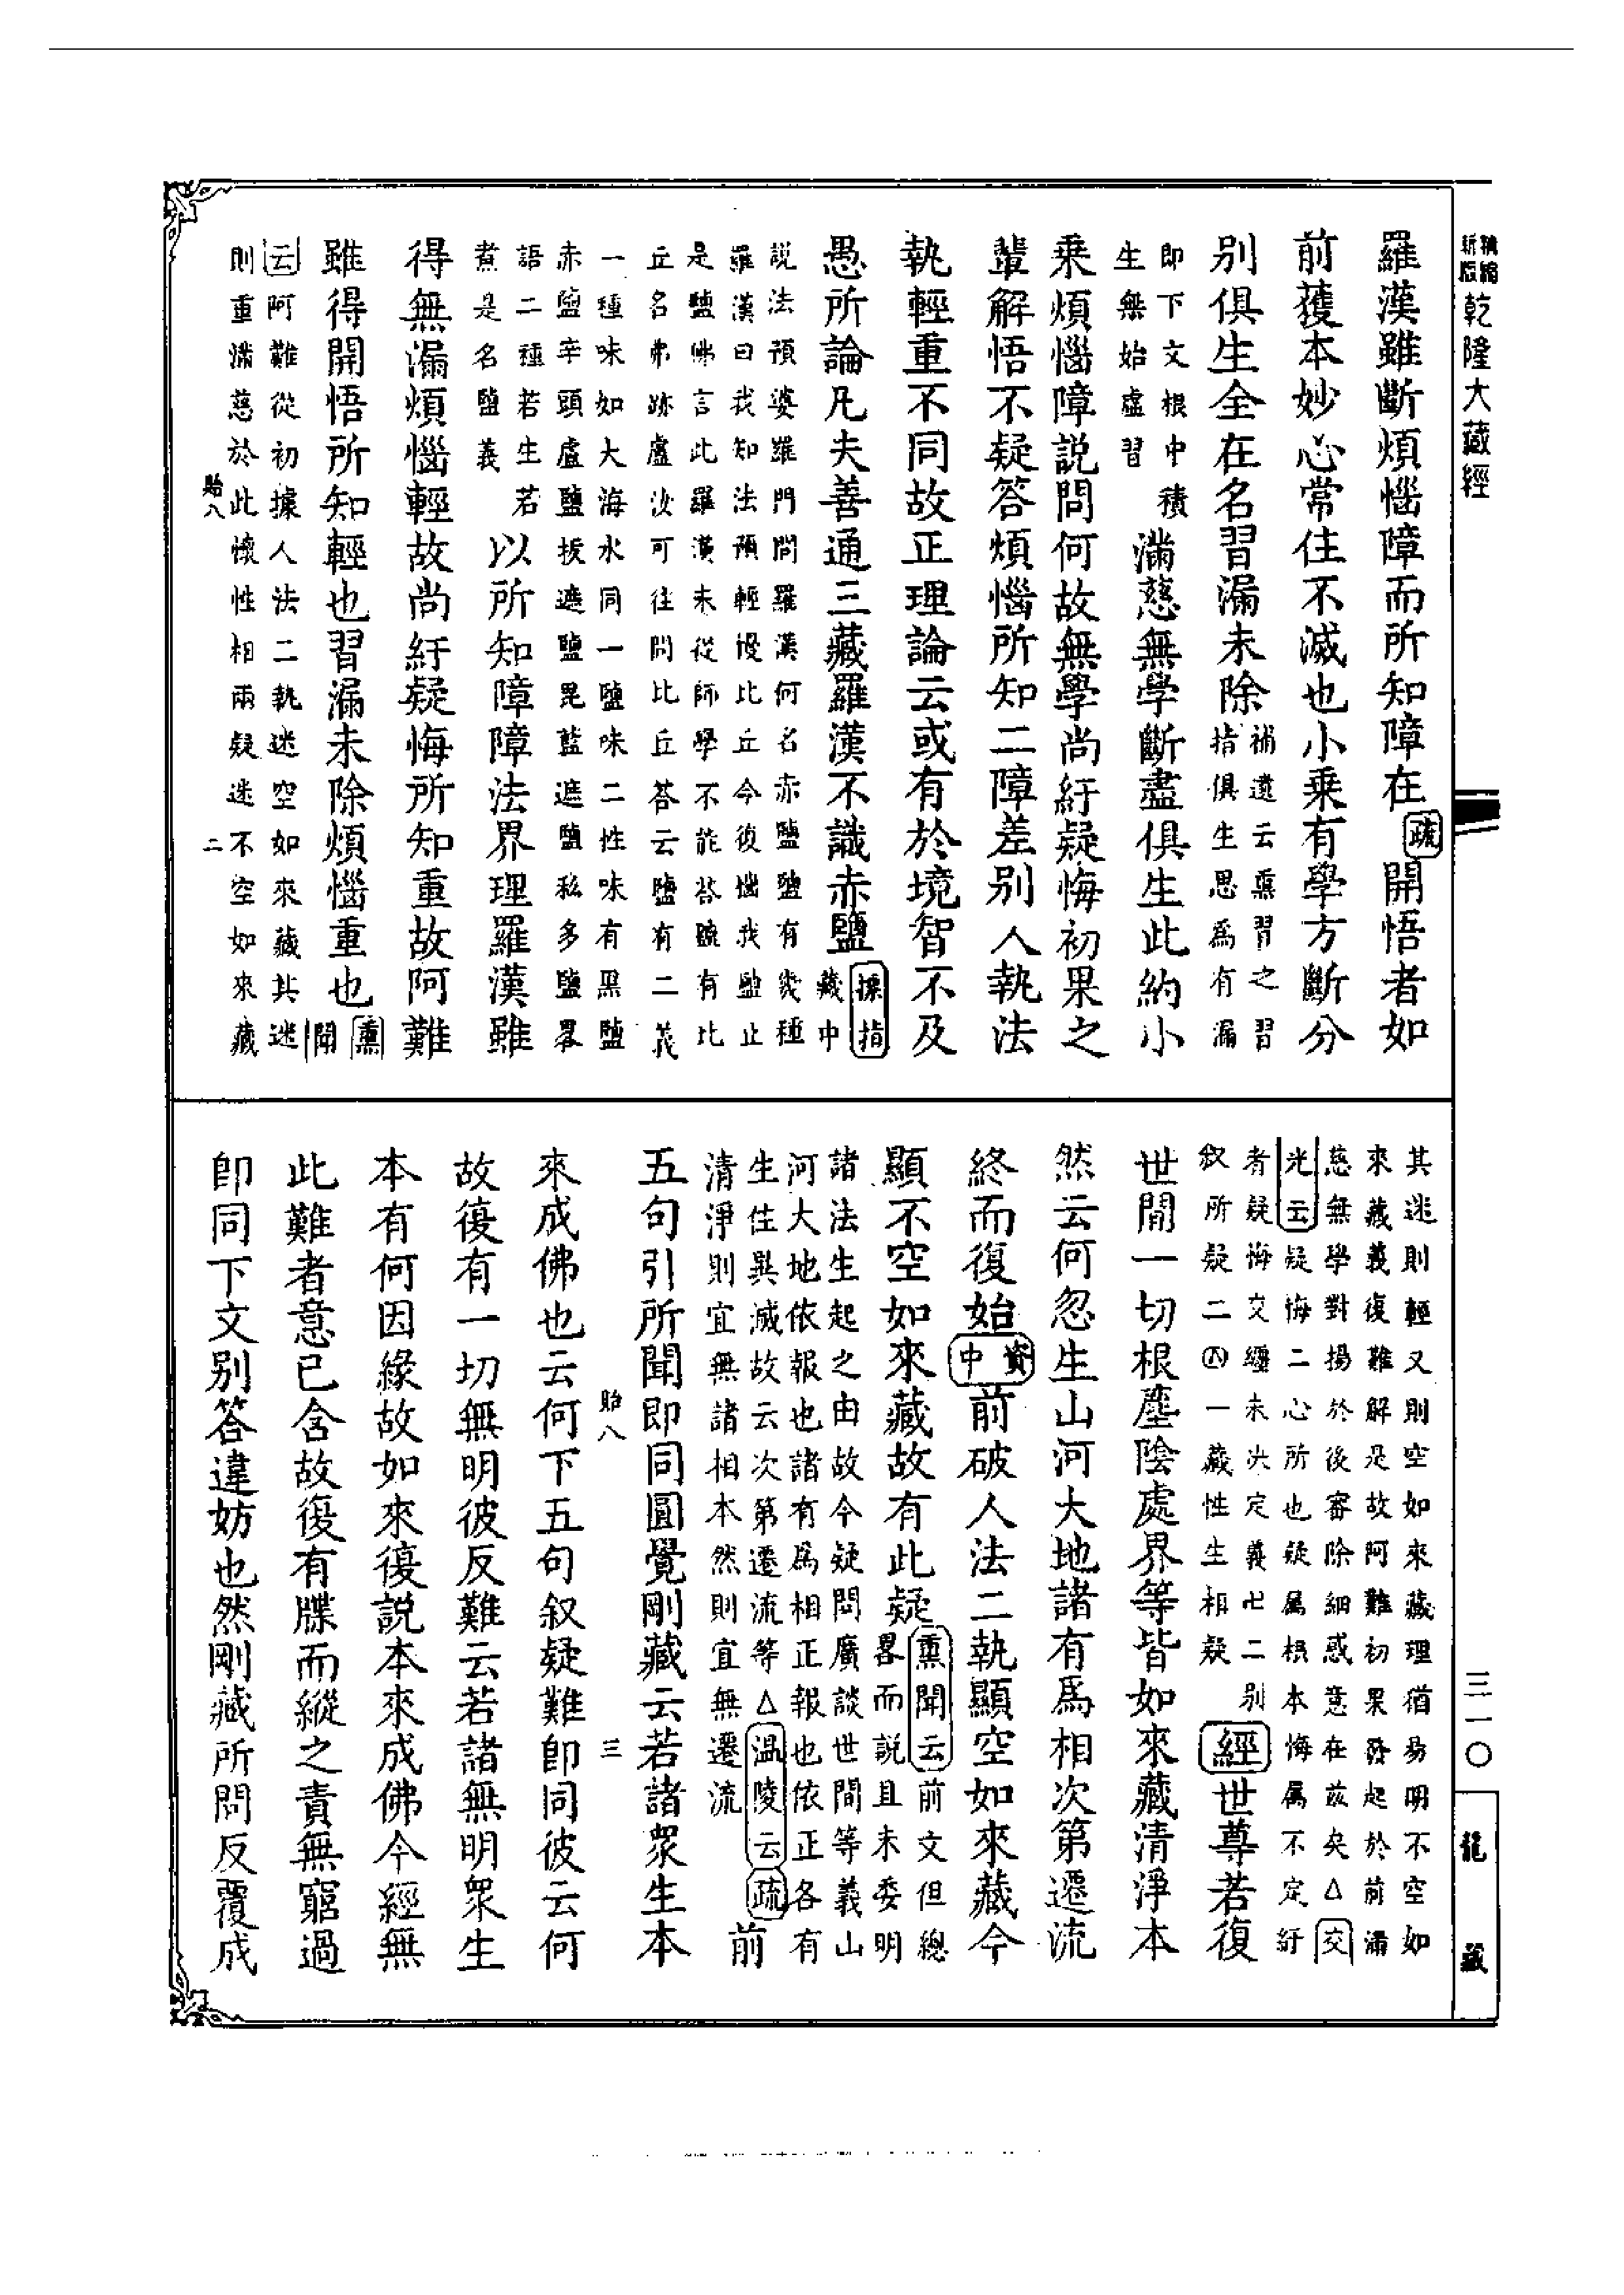 精縮
新版
乾隆大藏經
羅漢雖斷煩惱障而所知障在疏開悟者如
前獲本妙心常住不滅也小乗有學方斷分
别俱生全在名習漏未除
補遺云熏習之習
指俱生思爲有漏
即下文根中積
生無始虛習
滿慈無學斷盡俱生此約小
乗煩惱障説問何故無學尚紆疑悔初果之
輩解悟不疑答煩惱所知二障差别人執法
執輕重不同故正理論云或有於境智不及
愚所論凡夫善通三藏羅漢不識赤鹽
標指
藏中
説法預婆羅門問羅漢何名赤鹽鹽有幾種
羅漢曰我知法預輕慢比丘今復惱我鹽止
是鹽佛言此羅漢未從師學不能答 有比
丘名弗跡盧汝可往問比丘答云鹽有二義
一種味如大海水同一鹽味二性味有黑鹽
赤鹽辛頭盧鹽拔遮鹽毘藍遮鹽私多鹽畧
語二種若生若
煮是名鹽義
以所知障障法界理羅漢雖
得無漏煩惱輕故尚紆疑悔所知重故阿難
雖得開悟所知輕也習漏未除煩惱重也
熏聞
云阿難從初據人法二執迷空如來藏其迷
則重滿慈於此懷性相兩疑迷不空如來藏
貽八
二
三一〇
龍藏
其迷則輕又則空如來藏理猶易明不空如
來藏義復難解是故阿難初果發起於前滿
慈無學對揚於後審除細惑意在茲矣△交
光云疑悔二心所也疑属根本悔属不定紆
者疑悔交纒未决定義㔫二别
叙所疑二㊃一藏性生相疑
經世尊若復
世間一切根塵陰處界等皆如來藏清淨本
然云何忽生山河大地諸有爲相次第遷流
終而復始
資中
前破人法二執顯空如來藏今
顯不空如來藏故有此疑
熏聞云前文但總
畧而説且未委明
諸法生起之由故今疑問廣談世間等義山
河大地依報也諸有爲相正報也依正各有
生住異滅故云次第遷流等△温陵云疏前
清淨則宜無諸相本然則宜無遷流
五句引所聞即同圓覺剛藏云若諸衆生本
貽八
三
來成佛也云何下五句叙疑難即同彼云何
故復有一切無明彼反難云若諸無明衆生
本有何因緣故如來復説本來成佛今經無
此難者意已含故復有牒而縱之責無窮過
即同下文别答違妨也然剛藏所問反覆成